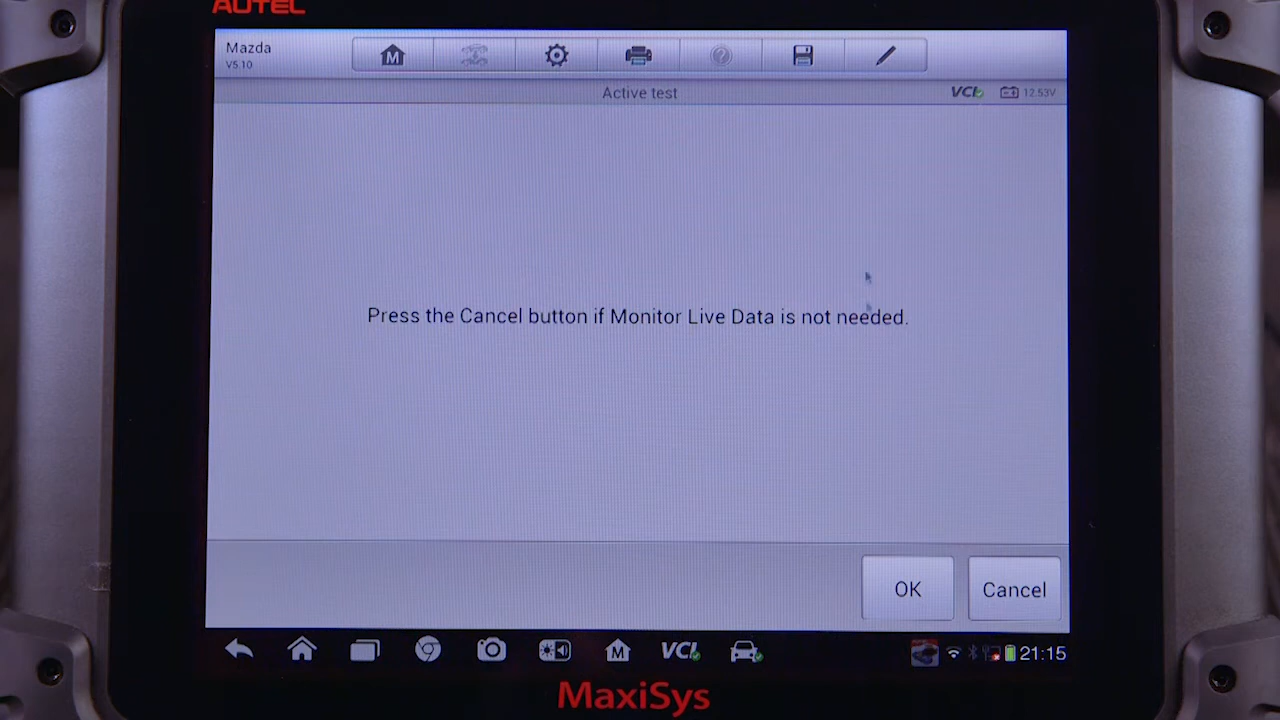 AUTEL
Mazda
V5.10
M
Active test
VCI
12.53V
Press the Cancel button if Monitor Live Data is not needed.
OK
Cancel
M
VCI
21:15
MaxiSys